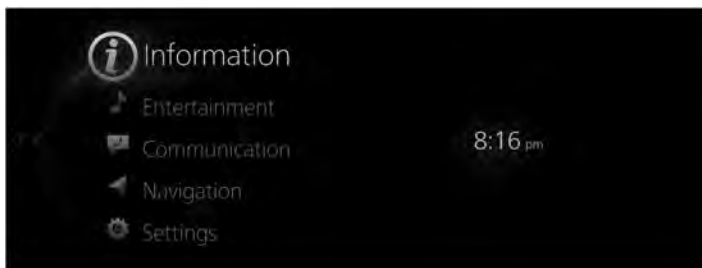 Information
Entertainment
Communication
8:16 pm
Navigation
Settings